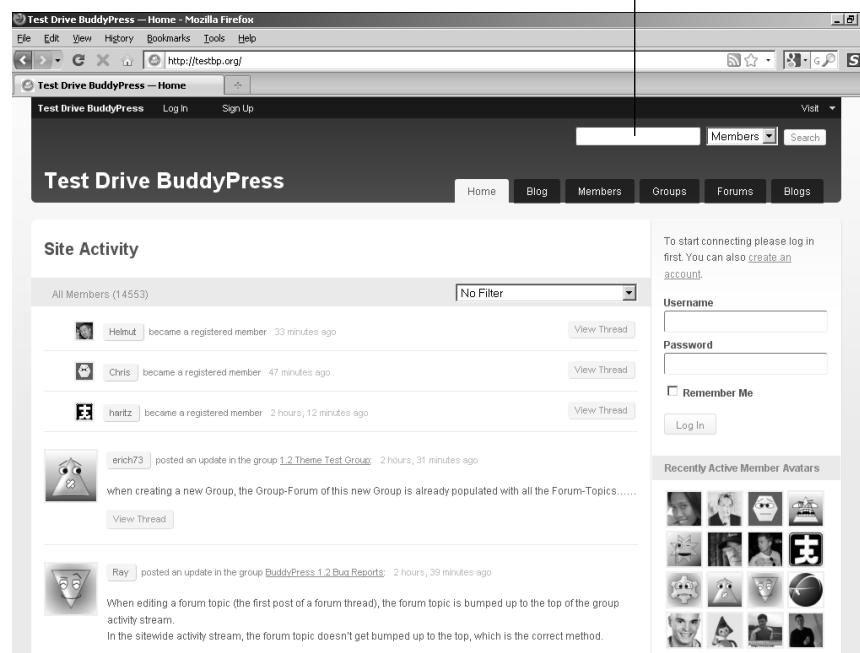 Test Drive BuddyPress — Home - Mozilla Firefox
File Edit View History Bookmarks Tools Help
http://testbp.org/
Test Drive BuddyPress — Home
Test Drive BuddyPress Log In Sign Up Visit
Members Search
Test Drive BuddyPress
Home Blog Members Groups Forums Blogs
Site Activity
All Members (14553) No Filter
Helmut became a registered member 33 minutes ago View Thread
Chris became a registered member 47 minutes ago View Thread
haritz became a registered member 2 hours, 12 minutes ago View Thread
erich73 posted an update in the group 1.2 Theme Test Group: 2 hours, 31 minutes ago
when creating a new Group, the Group-Forum of this new Group is already populated with all the Forum-Topics......
View Thread
Ray posted an update in the group BuddyPress 1.2 Bug Reports: 2 hours, 39 minutes ago
When editing a forum topic (the first post of a forum thread), the forum topic is bumped up to the top of the group
activity stream.
In the sitewide activity stream, the forum topic doesn't get bumped up to the top, which is the correct method.
To start connecting please log in
first. You can also create an
account.
Username
Password
Remember Me
Log In
Recently Active Member Avatars